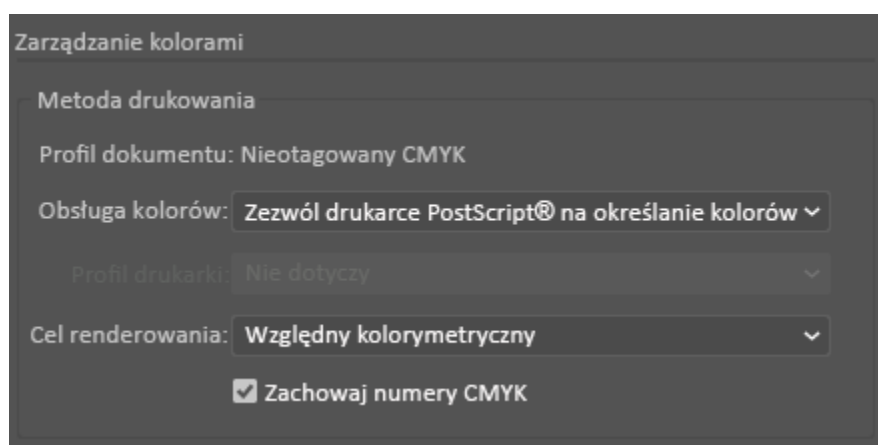 Zarządzanie kolorami
Metoda drukowania
Profil dokumentu: Nieotagowany CMYK
Obsługa kolorów: Zezwól drukarce PostScript® na określanie kolorów
Profil drukarki: Nie dotyczy
Cel renderowania: Względny kolorymetryczny
Zachowaj numery CMYK